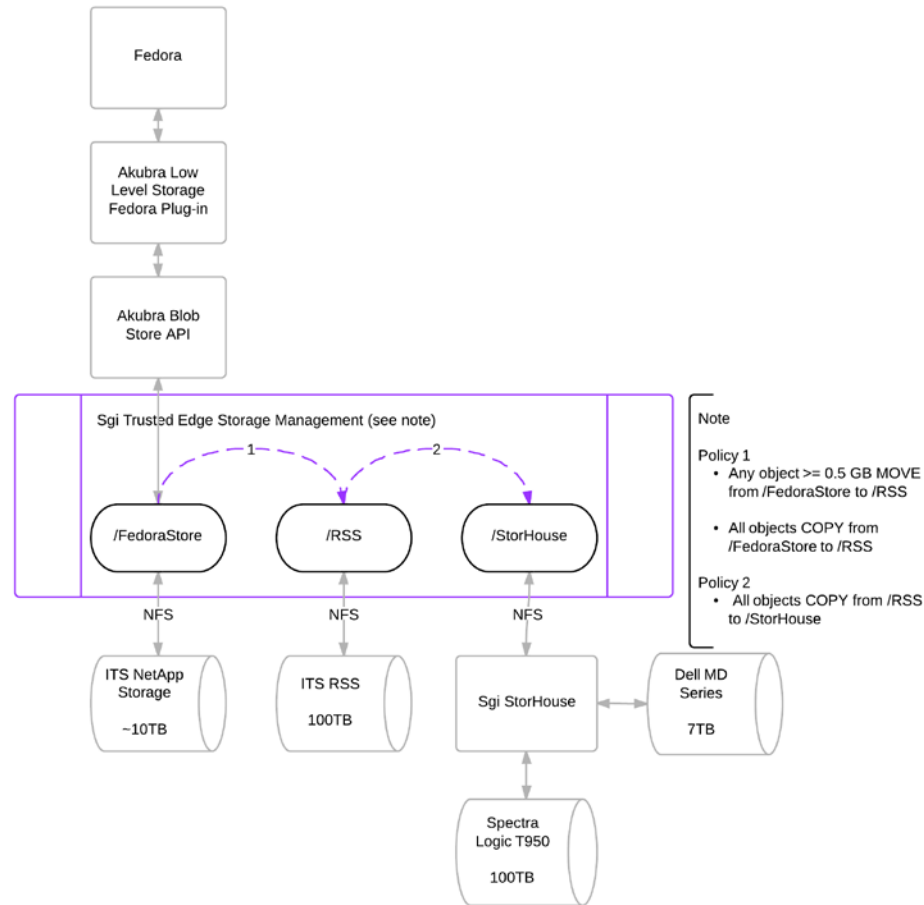 Fedora
Akubra Low
Level Storage
Fedora Plug-in
Akubra Blob
Store API
Sgi Trusted Edge Storage Management (see note)
1
2
/FedoraStore
/RSS
/StorHouse
Note
Policy 1
• Any object >= 0.5 GB MOVE
from /FedoraStore to /RSS
• All objects COPY from
/FedoraStore to /RSS
Policy 2
• All objects COPY from /RSS
to /StorHouse
NFS
NFS
NFS
ITS NetApp
Storage
~10TB
ITS RSS
100TB
Sgi StorHouse
Dell MD
Series
7TB
Spectra
Logic T950
100TB